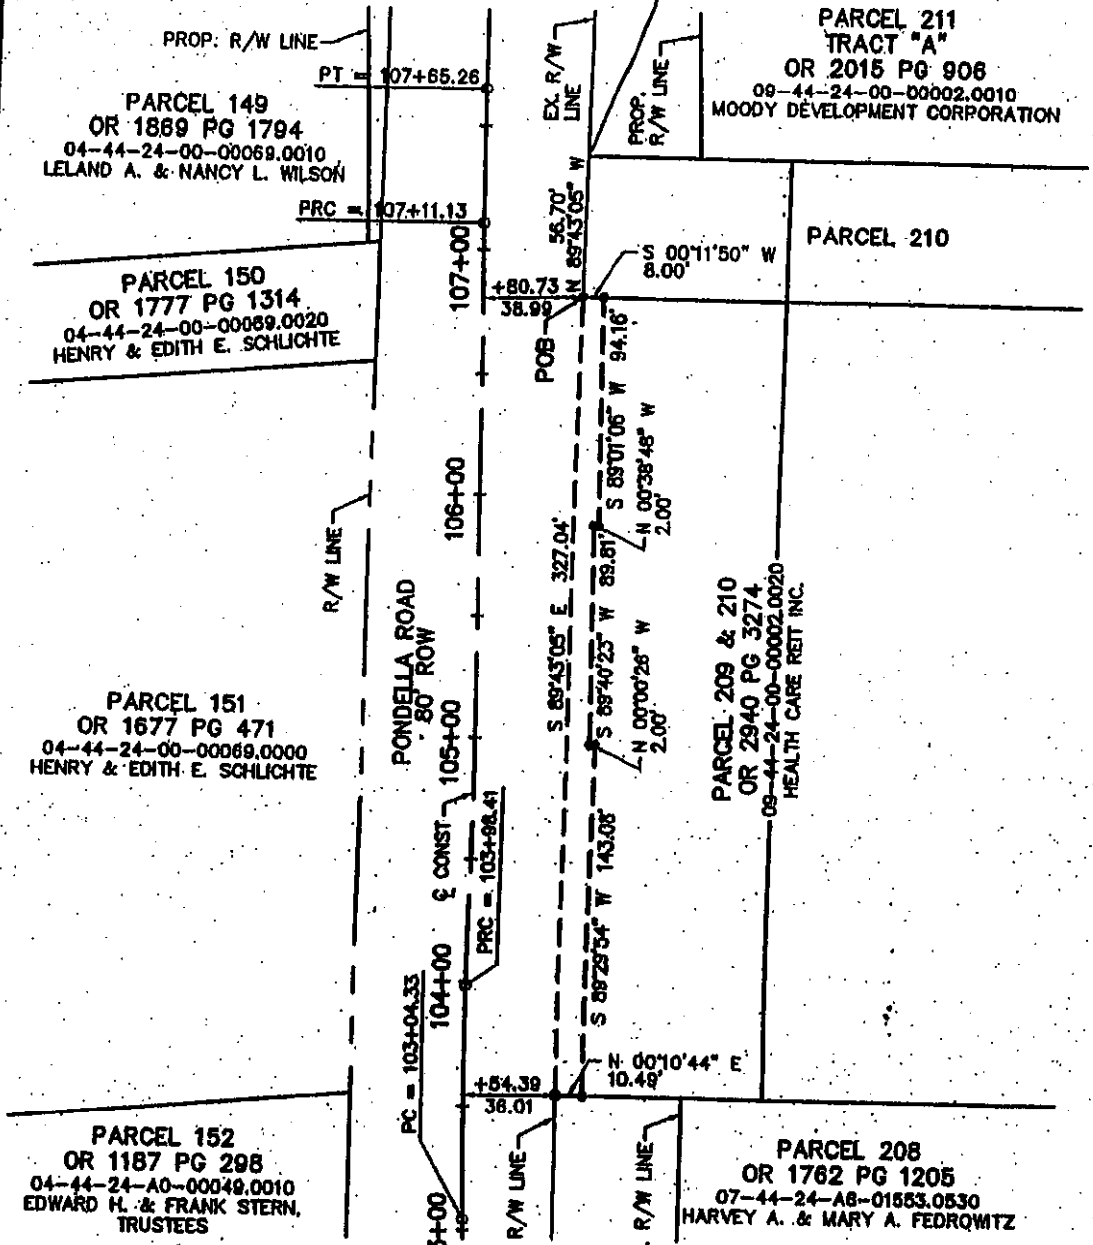 PROP. R/W LINE
PT = 107+65.26
PARCEL 149
OR 1869 PG 1794
04-44-24-00-00069.0010
LELAND A. & NANCY L. WILSON
PRC = 107+11.13
107+00
EX. R/W
LINE
PROP.
R/W LINE
PARCEL 211
TRACT "A"
OR 2015 PG 906
09-44-24-00-00002.0010
MOODY DEVELOPMENT CORPORATION
56.70'
N 89°43'05" W
S 00°11'50" W
8.00'
PARCEL 210
PARCEL 150
OR 1777 PG 1314
04-44-24-00-00069.0020
HENRY & EDITH E. SCHLICHTE
+80.73
38.99
POB
S 89°01'06" W 94.16'
N 00°38'48" W
2.00'
106+00
R/W LINE
S 89°43'05" E 327.04'
S 89°40'23" W 89.81'
N 00°00'26" W
2.00'
PONDELLA ROAD
80' ROW
105+00
PARCEL 151
OR 1677 PG 471
04-44-24-00-00069.0000
HENRY & EDITH E. SCHLICHTE
PARCEL 209 & 210
OR 2940 PG 3274
09-44-24-00-00002.0020
HEALTH CARE REIT INC.
℄ CONST
PRC = 103+98.41
104+00
S 89°29'54" W 143.08'
PC = 103+04.33
N 00°10'44" E
10.49'
+54.39
36.01
PARCEL 152
OR 1187 PG 298
04-44-24-A0-00049.0010
EDWARD H. & FRANK STERN,
TRUSTEES
+00
R/W LINE
R/W LINE
PARCEL 208
OR 1762 PG 1205
07-44-24-AB-01553.0530
HARVEY A. & MARY A. FEDROWITZ